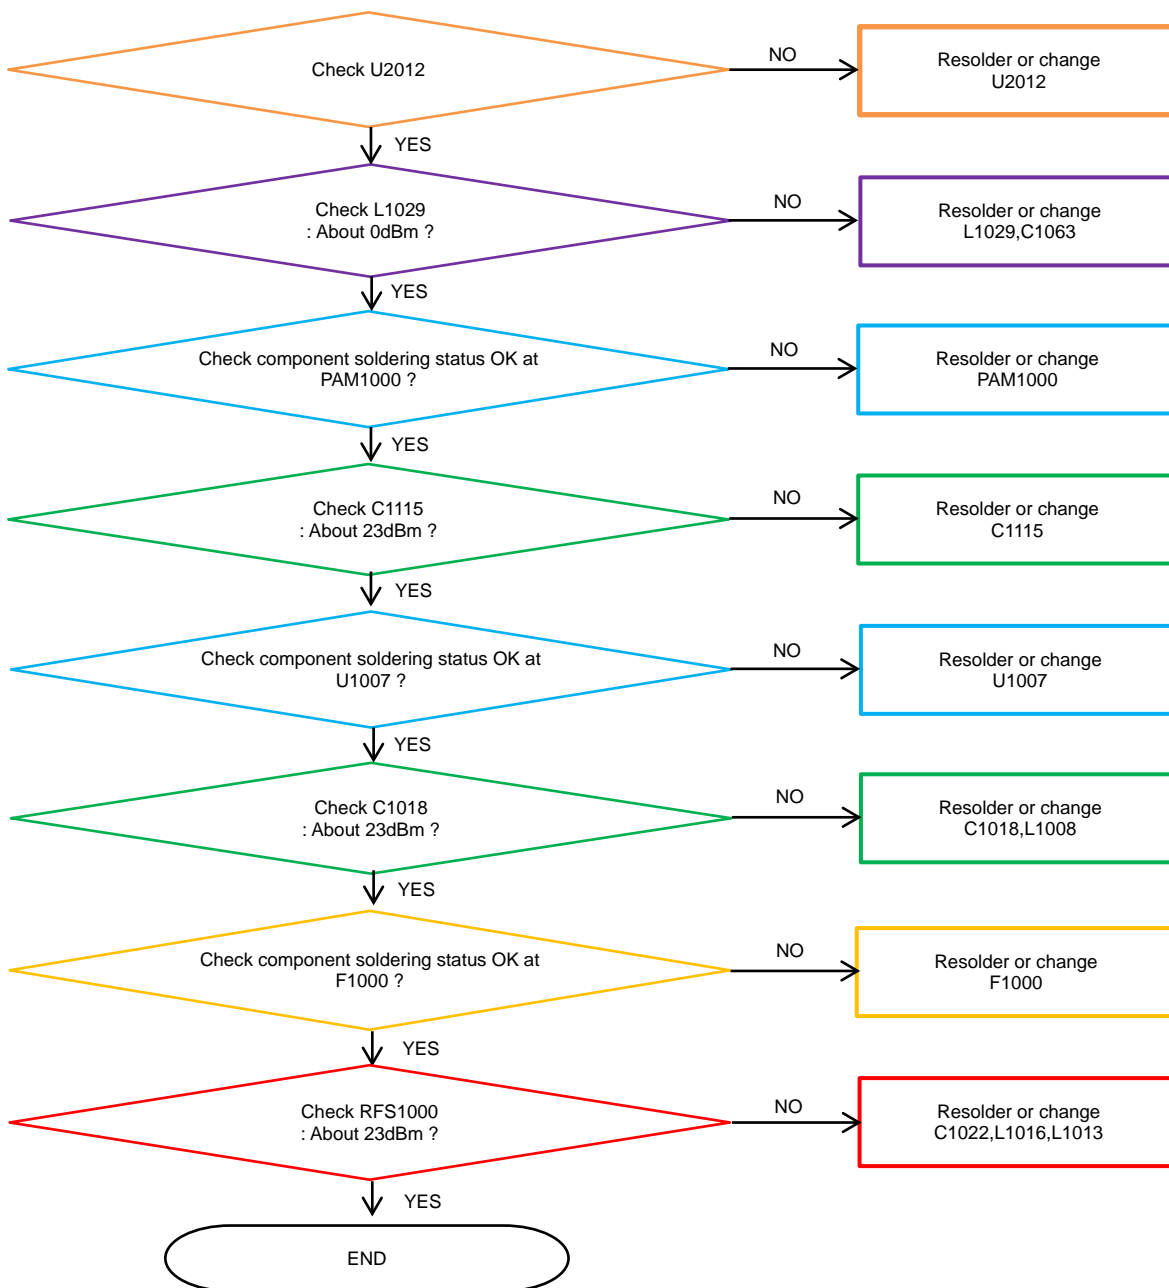 Check U2012
NO
Resolder or change
U2012
YES
Check L1029
: About 0dBm ?
NO
Resolder or change
L1029,C1063
YES
Check component soldering status OK at
PAM1000 ?
NO
Resolder or change
PAM1000
YES
Check C1115
: About 23dBm ?
NO
Resolder or change
C1115
YES
Check component soldering status OK at
U1007 ?
NO
Resolder or change
U1007
YES
Check C1018
: About 23dBm ?
NO
Resolder or change
C1018,L1008
YES
Check component soldering status OK at
F1000 ?
NO
Resolder or change
F1000
YES
Check RFS1000
: About 23dBm ?
NO
Resolder or change
C1022,L1016,L1013
YES
END